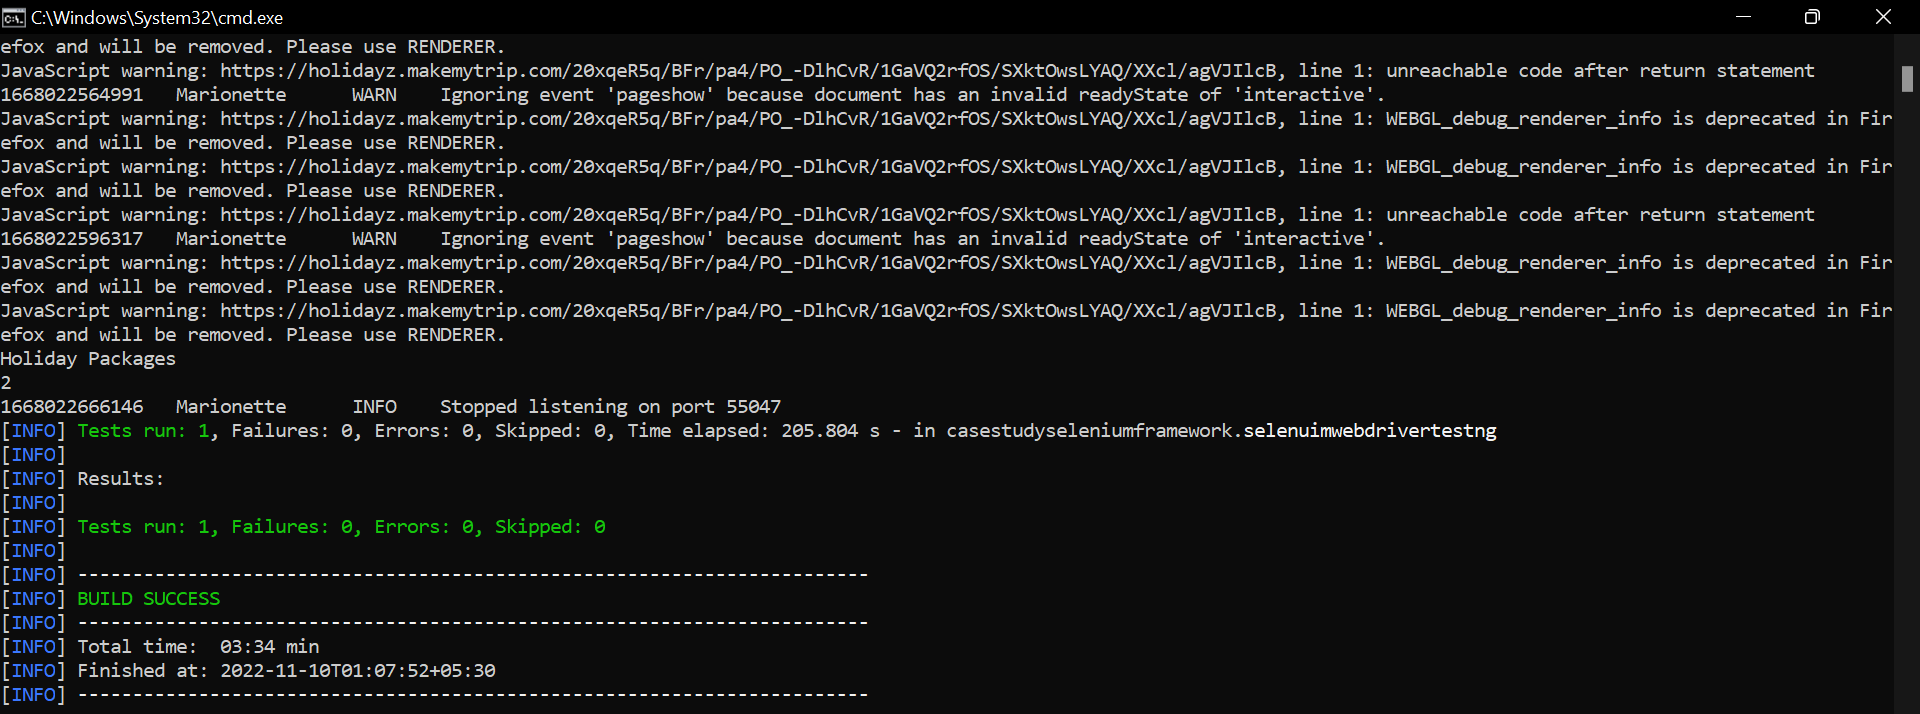 C:\Windows\System32\cmd.exe
efox and will be removed. Please use RENDERER.
JavaScript warning: https://holidayz.makemytrip.com/20xqeR5q/BFr/pa4/PO_-DlhCvR/1GaVQ2rfOS/SXktOwsLYAQ/XXcl/agVJIlcB, line 1: unreachable code after return statement
1668022564991   Marionette      WARN    Ignoring event 'pageshow' because document has an invalid readyState of 'interactive'.
JavaScript warning: https://holidayz.makemytrip.com/20xqeR5q/BFr/pa4/PO_-DlhCvR/1GaVQ2rfOS/SXktOwsLYAQ/XXcl/agVJIlcB, line 1: WEBGL_debug_renderer_info is deprecated in Fir
efox and will be removed. Please use RENDERER.
JavaScript warning: https://holidayz.makemytrip.com/20xqeR5q/BFr/pa4/PO_-DlhCvR/1GaVQ2rfOS/SXktOwsLYAQ/XXcl/agVJIlcB, line 1: WEBGL_debug_renderer_info is deprecated in Fir
efox and will be removed. Please use RENDERER.
JavaScript warning: https://holidayz.makemytrip.com/20xqeR5q/BFr/pa4/PO_-DlhCvR/1GaVQ2rfOS/SXktOwsLYAQ/XXcl/agVJIlcB, line 1: unreachable code after return statement
1668022596317   Marionette      WARN    Ignoring event 'pageshow' because document has an invalid readyState of 'interactive'.
JavaScript warning: https://holidayz.makemytrip.com/20xqeR5q/BFr/pa4/PO_-DlhCvR/1GaVQ2rfOS/SXktOwsLYAQ/XXcl/agVJIlcB, line 1: WEBGL_debug_renderer_info is deprecated in Fir
efox and will be removed. Please use RENDERER.
JavaScript warning: https://holidayz.makemytrip.com/20xqeR5q/BFr/pa4/PO_-DlhCvR/1GaVQ2rfOS/SXktOwsLYAQ/XXcl/agVJIlcB, line 1: WEBGL_debug_renderer_info is deprecated in Fir
efox and will be removed. Please use RENDERER.
Holiday Packages
2
1668022666146   Marionette      INFO    Stopped listening on port 55047
[INFO] Tests run: 1, Failures: 0, Errors: 0, Skipped: 0, Time elapsed: 205.804 s - in casestudyseleniumframework.selenuimwebdrivertestng
[INFO]
[INFO] Results:
[INFO]
[INFO] Tests run: 1, Failures: 0, Errors: 0, Skipped: 0
[INFO]
[INFO] ------------------------------------------------------------------------
[INFO] BUILD SUCCESS
[INFO] ------------------------------------------------------------------------
[INFO] Total time:  03:34 min
[INFO] Finished at: 2022-11-10T01:07:52+05:30
[INFO] ------------------------------------------------------------------------